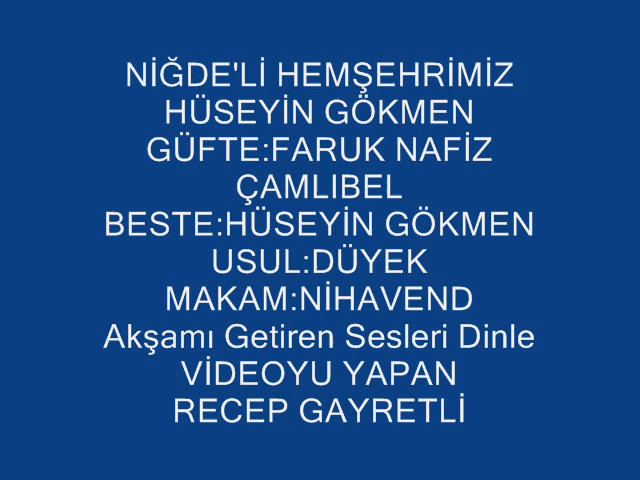 NİĞDE'Lİ HEMŞEHRİMİZ
HÜSEYİN GÖKMEN
GÜFTE:FARUK NAFİZ
ÇAMLIBEL
BESTE:HÜSEYİN GÖKMEN
USUL:DÜYEK
MAKAM:NİHAVEND
Akşamı Getiren Sesleri Dinle
VİDEOYU YAPAN
RECEP GAYRETLİ